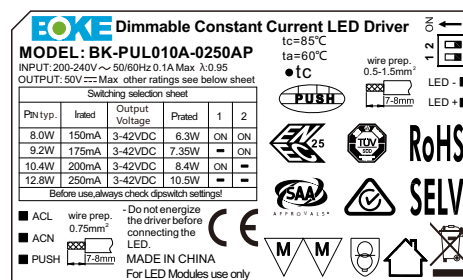 BOKE Dimmable Constant Current LED Driver
MODEL: BK-PUL010A-0250AP
INPUT: 200-240V～ 50/60Hz 0.1A Max λ:0.95
OUTPUT: 50V⎓Max other ratings see below sheet
Switching selection sheet
PIN typ. Irated Output Voltage Prated 1 2
8.0W 150mA 3-42VDC 6.3W ON ON
9.2W 175mA 3-42VDC 7.35W - ON
10.4W 200mA 3-42VDC 8.4W ON -
12.8W 250mA 3-42VDC 10.5W - -
Before use,always check dipswitch settings!
ACL
ACN
PUSH
wire prep.
0.75mm²
7-8mm
- Do not energize
the driver before
connecting the
LED.
MADE IN CHINA
For LED Modules use only
CE
tc=85℃
ta=60℃
●tc
PUSH
wire prep.
0.5-1.5mm²
7-8mm
ON
1 2
LED -
LED +
ENEC 25
TÜV
SUD
RoHS
SAA
APPROVALS
SELV
M M